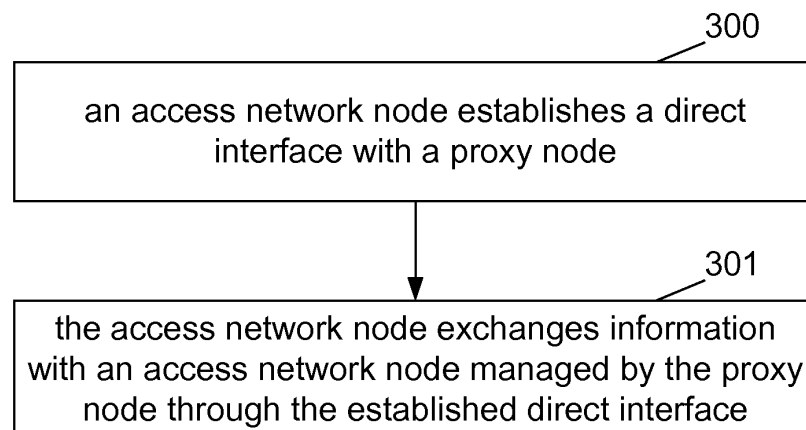 300
an access network node establishes a direct
interface with a proxy node
301
the access network node exchanges information
with an access network node managed by the proxy
node through the established direct interface